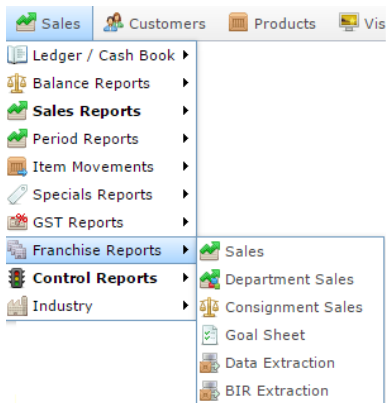 Sales Customers Products Vis
Ledger / Cash Book
Balance Reports
Sales Reports
Period Reports
Item Movements
Specials Reports
GST Reports
Franchise Reports
Control Reports
Industry
Sales
Department Sales
Consignment Sales
Goal Sheet
Data Extraction
BIR Extraction